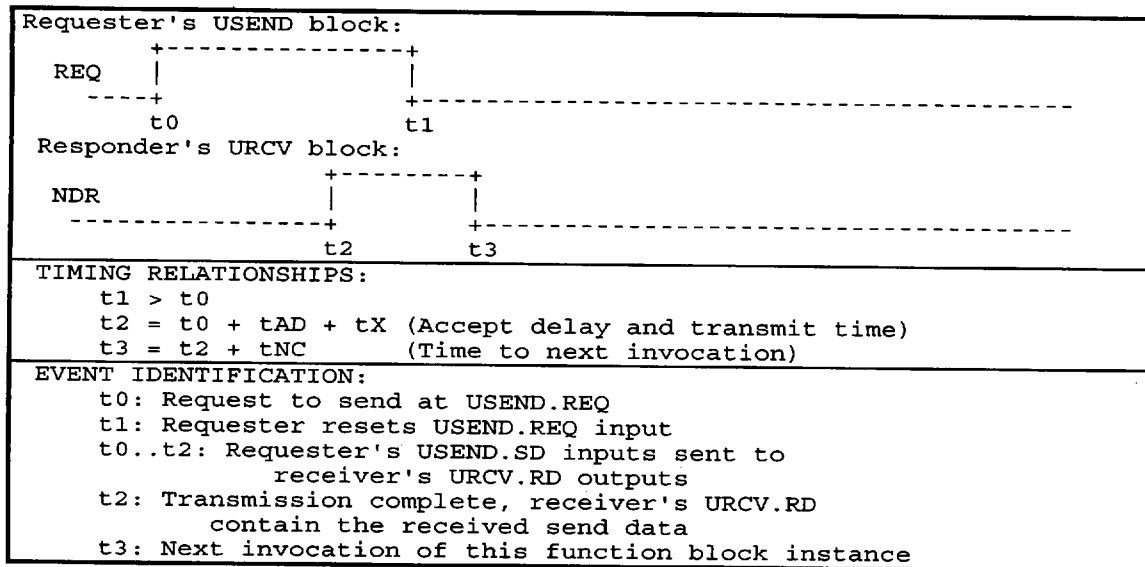 Requester's USEND block:
REQ
t0 t1
Responder's URCV block:
NDR
t2 t3
TIMING RELATIONSHIPS:
t1 > t0
t2 = t0 + tAD + tX (Accept delay and transmit time)
t3 = t2 + tNC (Time to next invocation)
EVENT IDENTIFICATION:
t0: Request to send at USEND.REQ
t1: Requester resets USEND.REQ input
t0..t2: Requester's USEND.SD inputs sent to
receiver's URCV.RD outputs
t2: Transmission complete, receiver's URCV.RD
contain the received send data
t3: Next invocation of this function block instance